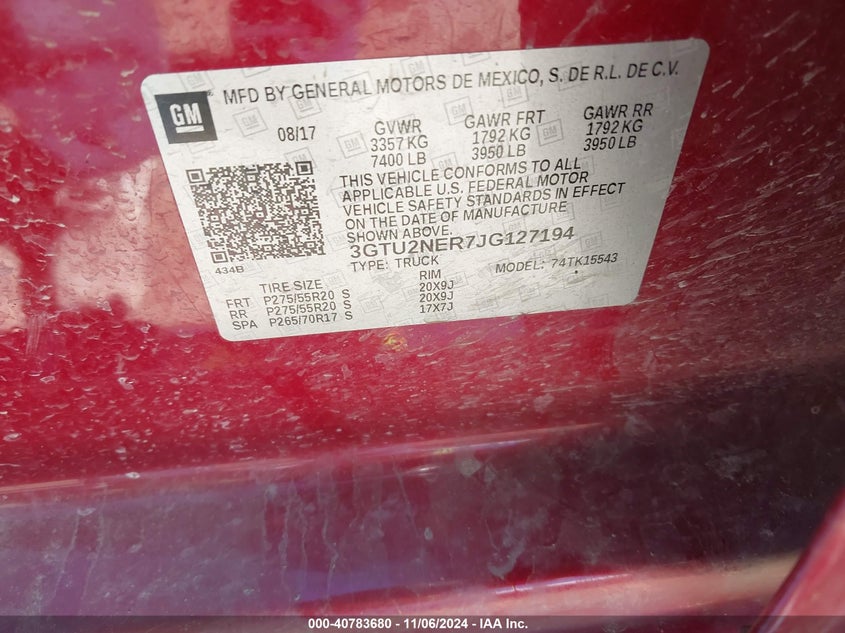 GM
MFD BY GENERAL MOTORS DE MEXICO, S. DE R.L. DE C.V.
08/17 GVWR GAWR FRT GAWR RR
3357 KG 1792 KG 1792 KG
7400 LB 3950 LB 3950 LB
THIS VEHICLE CONFORMS TO ALL
APPLICABLE U.S. FEDERAL MOTOR
VEHICLE SAFETY STANDARDS IN EFFECT
ON THE DATE OF MANUFACTURE
SHOWN ABOVE.
434B
3GTU2NER7JG127194
TYPE: TRUCK MODEL: 74TK15543
TIRE SIZE RIM
FRT P275/55R20 S 20X9J
RR P275/55R20 S 20X9J
SPA P265/70R17 S 17X7J
000-40783680 - 11/06/2024 - IAA Inc.